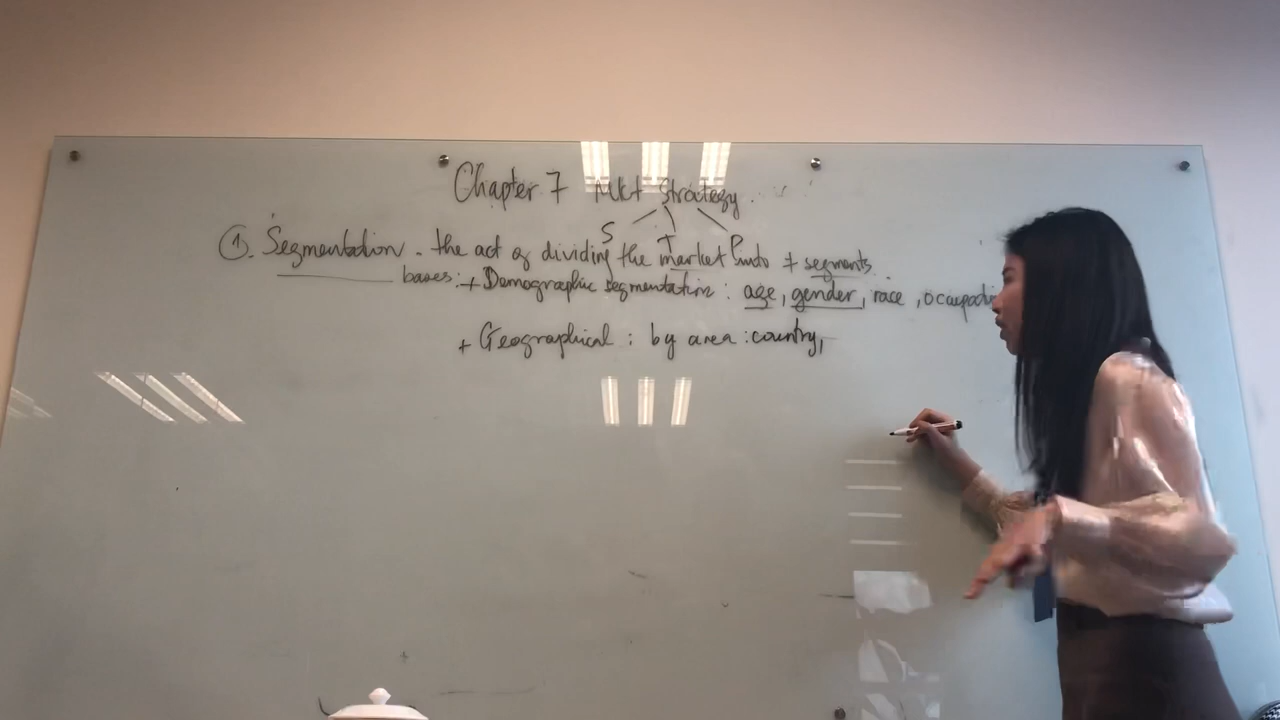 Chapter 7 Mkt Strategy
S T P
①. Segmentation - the act of dividing the market into ≠ segments
bases: + Demographic segmentation: age, gender, race, occupati
+ Geographical: by area: country,